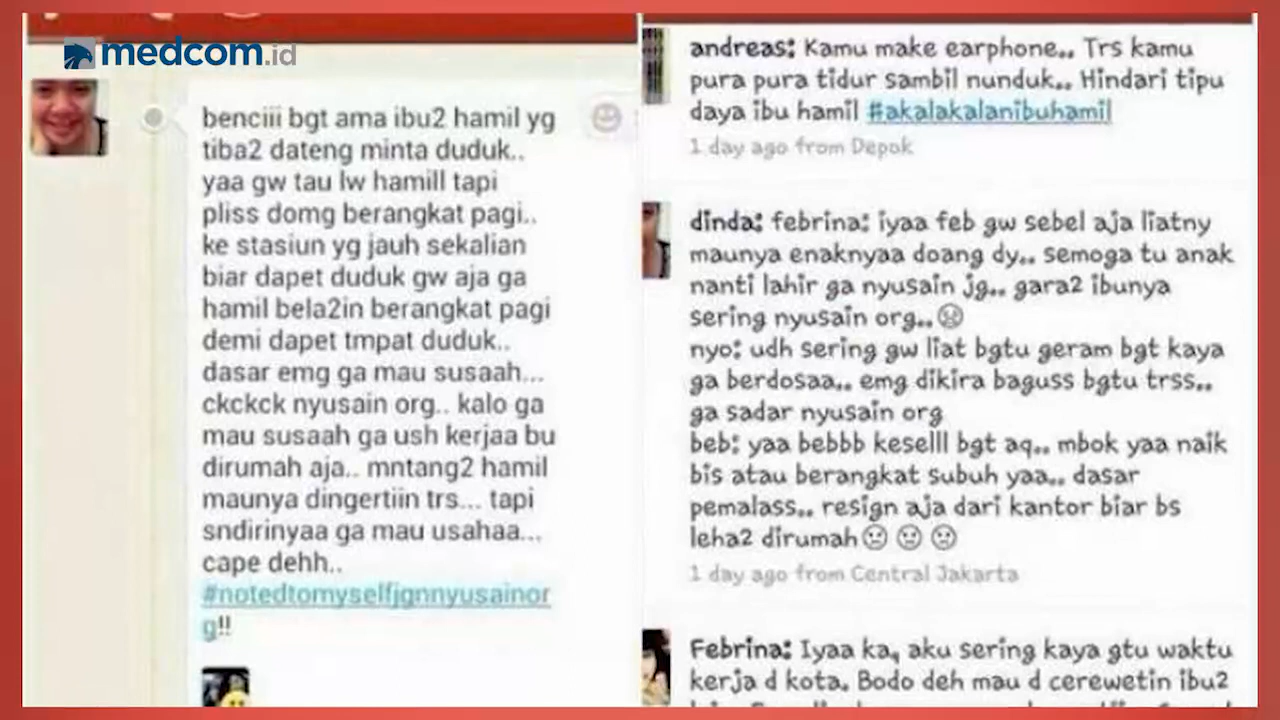 medcom.id
benciii bgt ama ibu2 hamil yg
tiba2 dateng minta duduk..
yaa gw tau lw hamill tapi
pliss domg berangkat pagi..
ke stasiun yg jauh sekalian
biar dapet duduk gw aja ga
hamil bela2in berangkat pagi
demi dapet tmpat duduk..
dasar emg ga mau susaah...
ckckck nyusain org.. kalo ga
mau susaah ga ush kerjaa bu
dirumah aja.. mntang2 hamil
maunya dingertiin trs... tapi
sndirinyaa ga mau usahaa...
cape dehh..
#notedtomyselfjgnnyusainor
g!!
andreas: Kamu make earphone.. Trs kamu
pura pura tidur sambil nunduk.. Hindari tipu
daya ibu hamil #akalakalanibuhamil
1 day ago from Depok
dinda: febrina: iyaa feb gw sebel aja liatny
maunya enaknyaa doang dy.. semoga tu anak
nanti lahir ga nyusain jg.. gara2 ibunya
sering nyusain org..
nyo: udh sering gw liat bgtu geram bgt kaya
ga berdosaa.. emg dikira baguss bgtu trss..
ga sadar nyusain org
beb: yaa bebbb keselll bgt aq.. mbok yaa naik
bis atau berangkat subuh yaa.. dasar
pemalass.. resign aja dari kantor biar bs
leha2 dirumah
1 day ago from Central Jakarta
Febrina: Iyaa ka, aku sering kaya gtu waktu
kerja d kota. Bodo deh mau d cerewetin ibu2